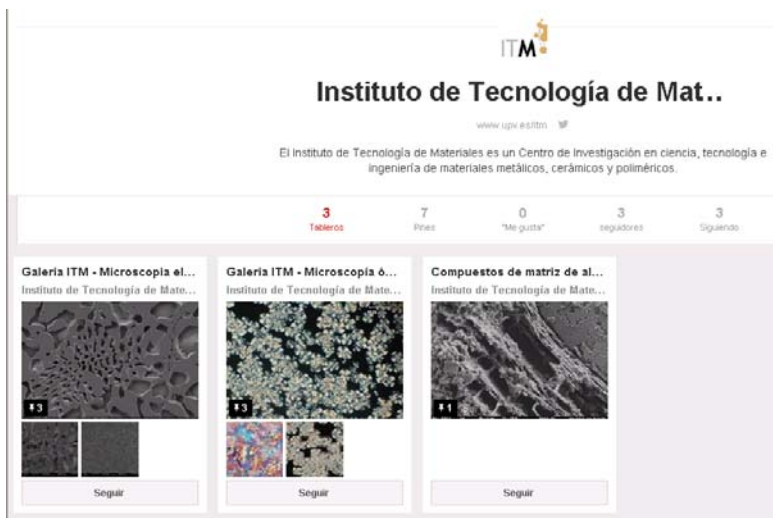 ITM
Instituto de Tecnología de Mat..
www.upv.es/itm
El Instituto de Tecnología de Materiales es un Centro de Investigación en ciencia, tecnología e
ingeniería de materiales metálicos, cerámicos y poliméricos.
3 7 0 3 3
Tableros Pines "Me gusta" seguidores Siguiendo
Galería ITM - Microscopía el... Galería ITM - Microscopía ó... Compuestos de matriz de al...
Instituto de Tecnología de Mate... Instituto de Tecnología de Mate... Instituto de Tecnología de Mate...
3 3 1
Seguir Seguir Seguir